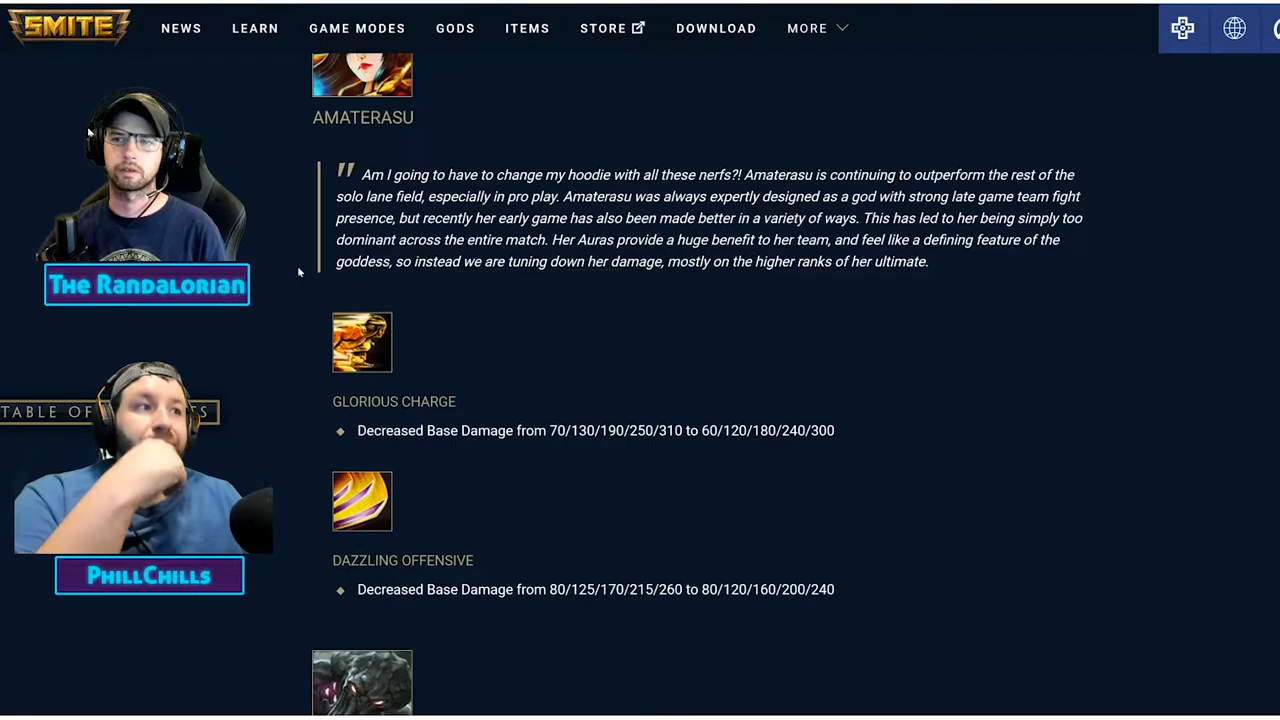 SMITE
NEWS LEARN GAME MODES GODS ITEMS STORE DOWNLOAD MORE
AMATERASU
" Am I going to have to change my hoodie with all these nerfs?! Amaterasu is continuing to outperform the rest of the
solo lane field, especially in pro play. Amaterasu was always expertly designed as a god with strong late game team fight
presence, but recently her early game has also been made better in a variety of ways. This has led to her being simply too
dominant across the entire match. Her Auras provide a huge benefit to her team, and feel like a defining feature of the
goddess, so instead we are tuning down her damage, mostly on the higher ranks of her ultimate.
The Randalorian
GLORIOUS CHARGE
TABLE OF ES
◆ Decreased Base Damage from 70/130/190/250/310 to 60/120/180/240/300
DAZZLING OFFENSIVE
PhillChills
◆ Decreased Base Damage from 80/125/170/215/260 to 80/120/160/200/240